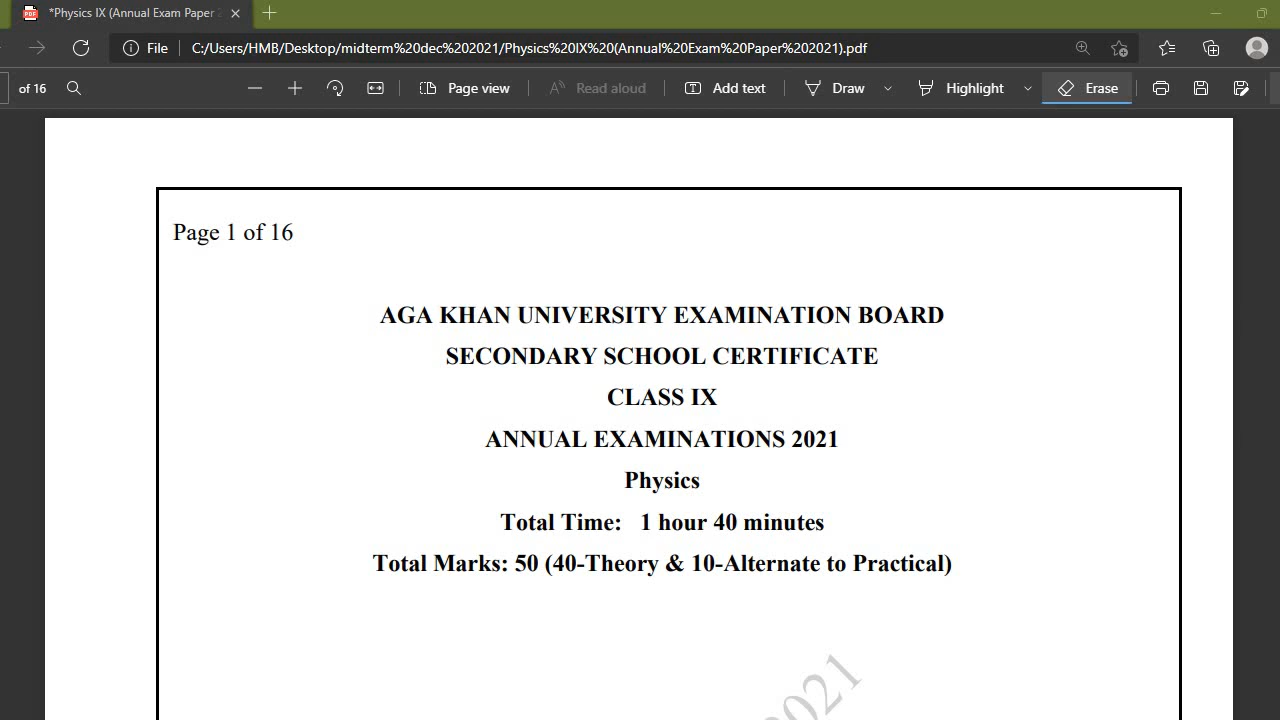 *Physics IX (Annual Exam Paper 2
File
C:/Users/HMB/Desktop/midterm%20dec%202021/Physics%20IX%20(Annual%20Exam%20Paper%202021).pdf
of 16
Page view
Read aloud
Add text
Draw
Highlight
Erase
Page 1 of 16
AGA KHAN UNIVERSITY EXAMINATION BOARD
SECONDARY SCHOOL CERTIFICATE
CLASS IX
ANNUAL EXAMINATIONS 2021
Physics
Total Time: 1 hour 40 minutes
Total Marks: 50 (40-Theory & 10-Alternate to Practical)
2021